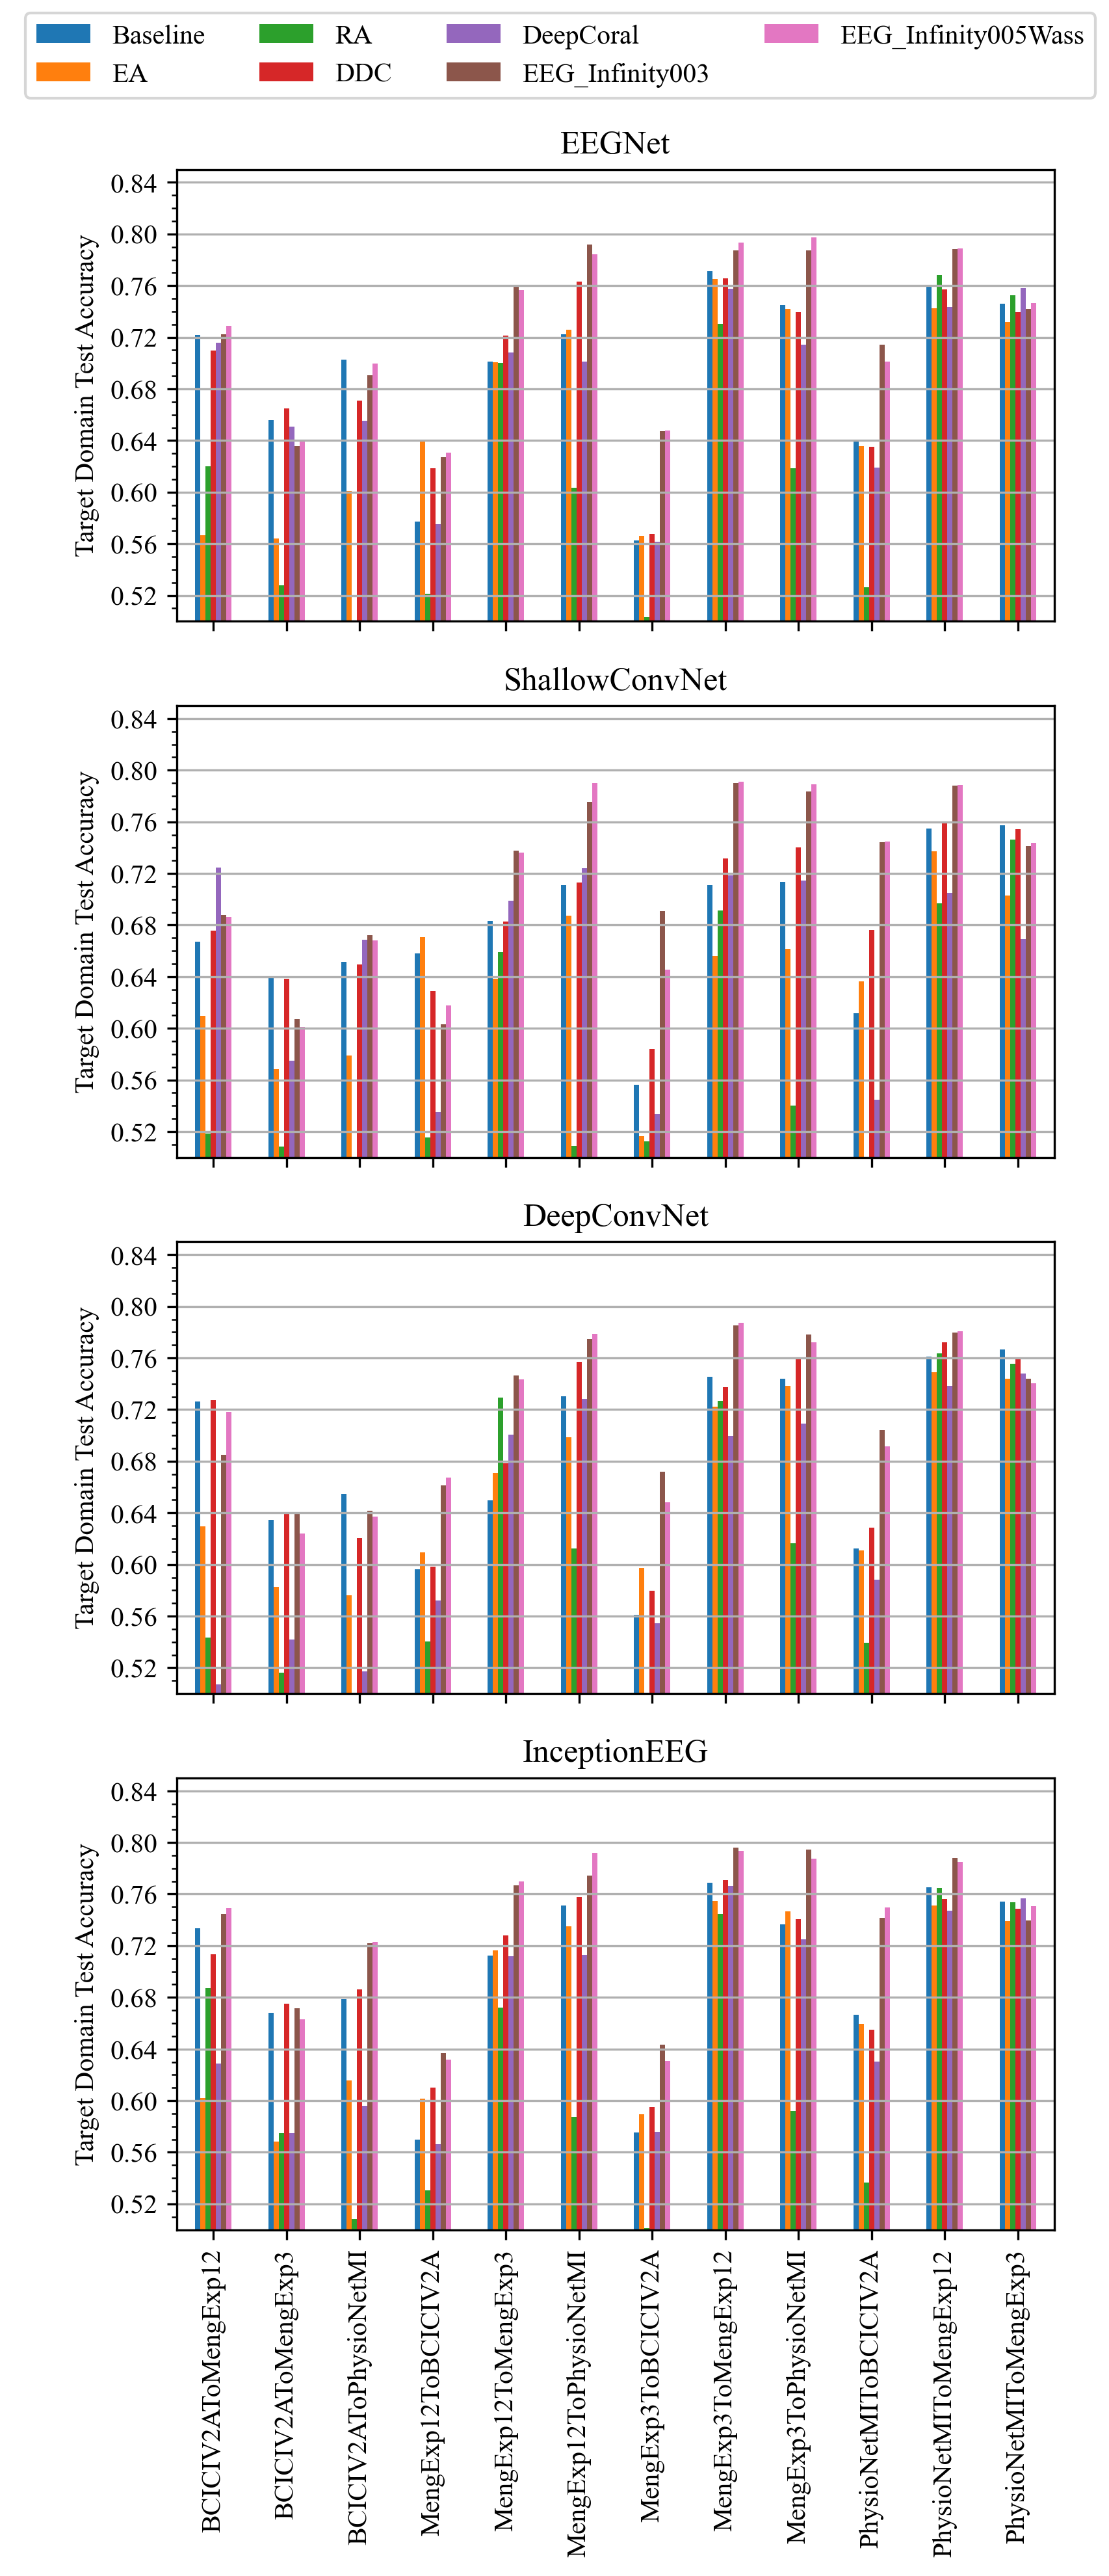 Baseline RA DeepCoral EEG_Infinity005Wass
EA DDC EEG_Infinity003
EEGNet
0.84
0.80
0.76
0.72
0.68
0.64
0.60
0.56
0.52
Target Domain Test Accuracy
ShallowConvNet
0.84
0.80
0.76
0.72
0.68
0.64
0.60
0.56
0.52
Target Domain Test Accuracy
DeepConvNet
0.84
0.80
0.76
0.72
0.68
0.64
0.60
0.56
0.52
Target Domain Test Accuracy
InceptionEEG
0.84
0.80
0.76
0.72
0.68
0.64
0.60
0.56
0.52
Target Domain Test Accuracy
BCICIV2AToMengExp12
BCICIV2AToMengExp3
BCICIV2AToPhysioNetMI
MengExp12ToBCICIV2A
MengExp12ToMengExp3
MengExp12ToPhysioNetMI
MengExp3ToBCICIV2A
MengExp3ToMengExp12
MengExp3ToPhysioNetMI
PhysioNetMIToBCICIV2A
PhysioNetMIToMengExp12
PhysioNetMIToMengExp3